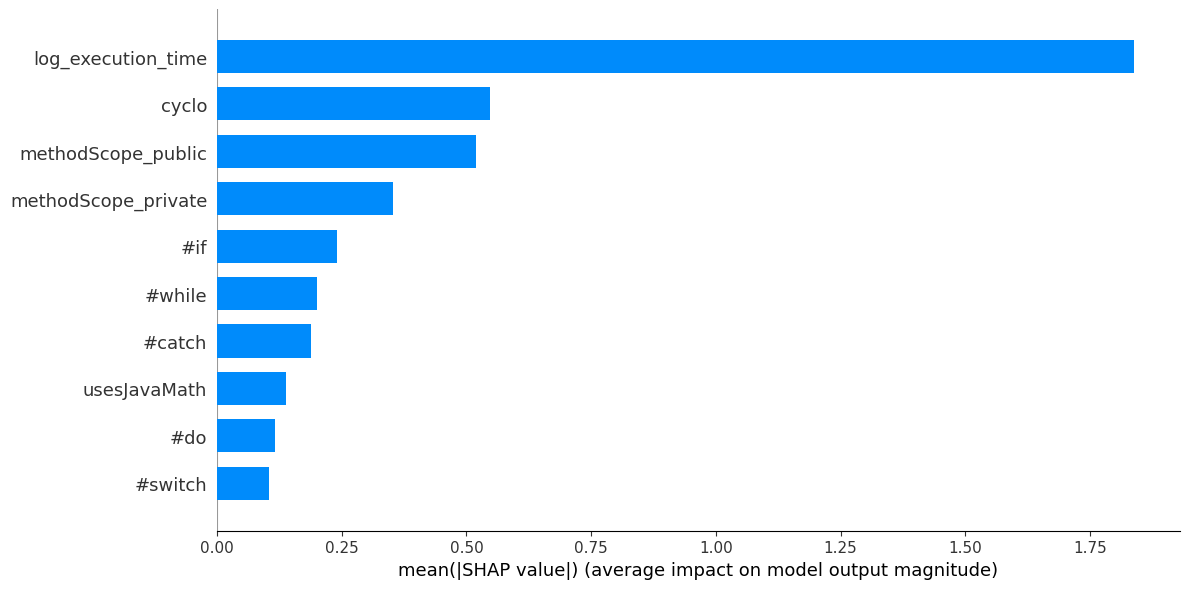 log_execution_time
cyclo
methodScope_public
methodScope_private
#if
#while
#catch
usesJavaMath
#do
#switch
0.00 0.25 0.50 0.75 1.00 1.25 1.50 1.75
mean(|SHAP value|) (average impact on model output magnitude)